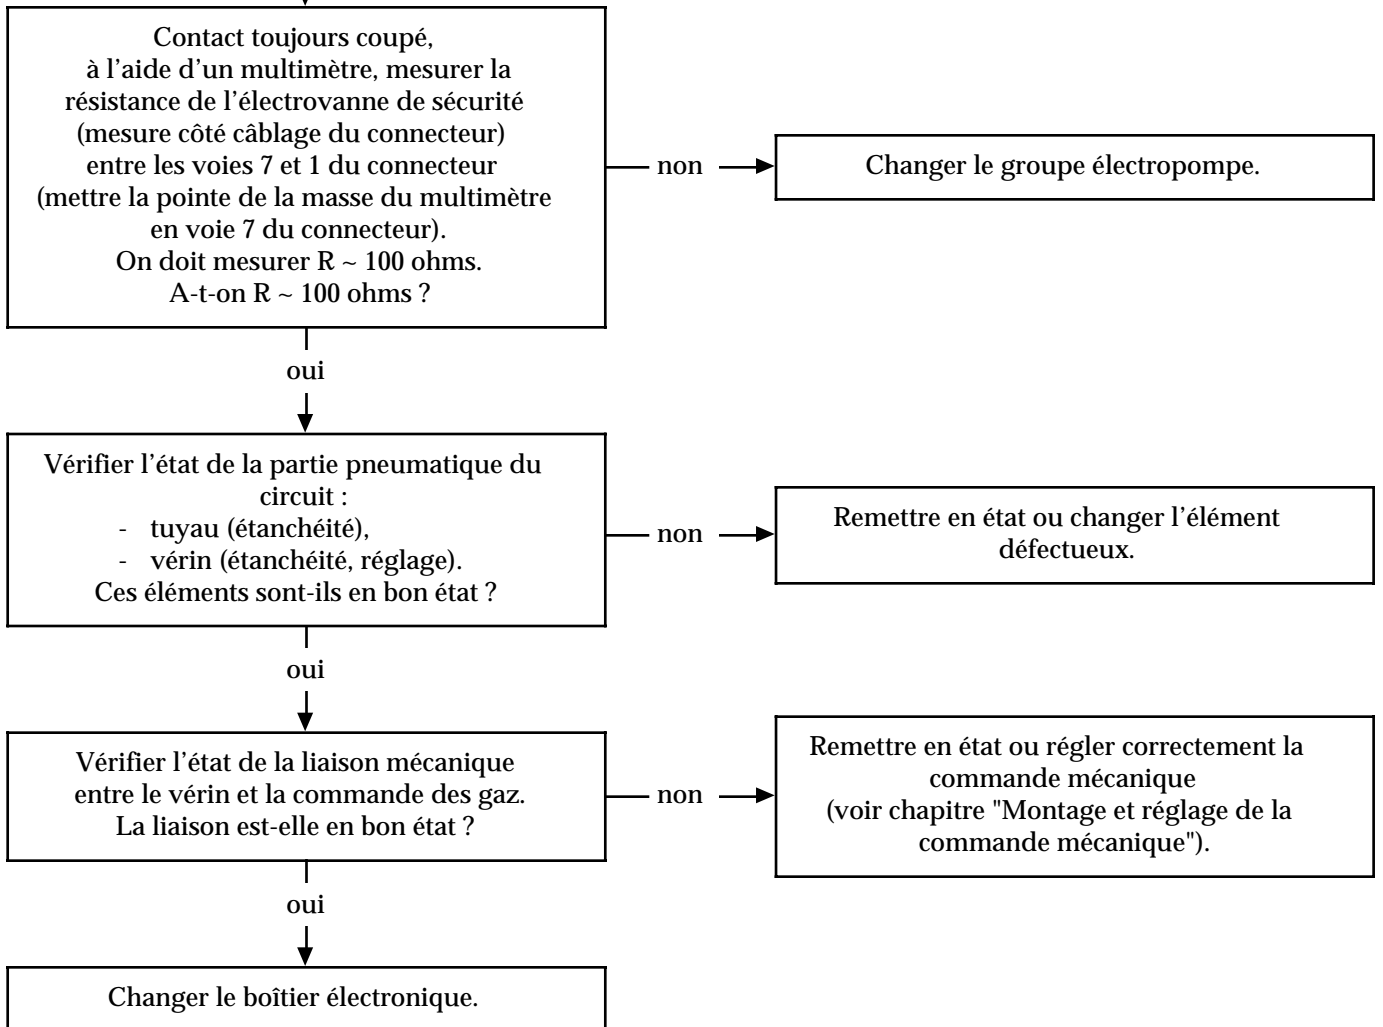 Contact toujours coupé,
à l’aide d’un multimètre, mesurer la
résistance de l’électrovanne de sécurité
(mesure côté câblage du connecteur)
entre les voies 7 et 1 du connecteur
(mettre la pointe de la masse du multimètre
en voie 7 du connecteur).
On doit mesurer R ~ 100 ohms.
A-t-on R ~ 100 ohms ?
non
Changer le groupe électropompe.
oui
Vérifier l’état de la partie pneumatique du
circuit :
- tuyau (étanchéité),
- vérin (étanchéité, réglage).
Ces éléments sont-ils en bon état ?
non
Remettre en état ou changer l’élément
défectueux.
oui
Vérifier l’état de la liaison mécanique
entre le vérin et la commande des gaz.
La liaison est-elle en bon état ?
non
Remettre en état ou régler correctement la
commande mécanique
(voir chapitre "Montage et réglage de la
commande mécanique").
oui
Changer le boîtier électronique.